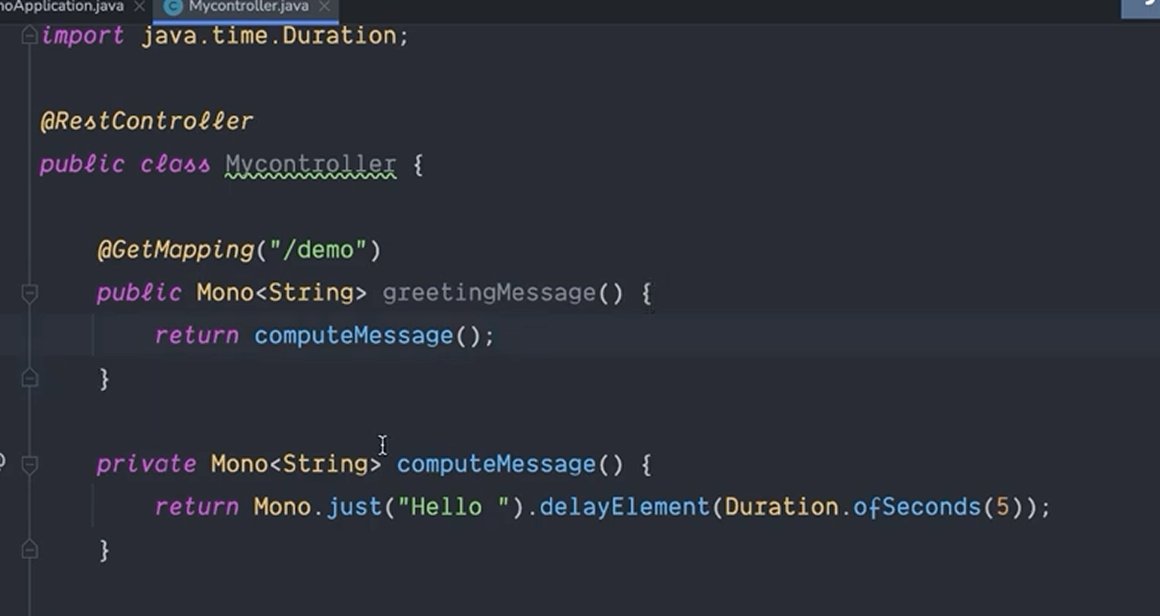 noApplication.java Mycontroller.java
import java.time.Duration;
@RestController
public class Mycontroller {
@GetMapping("/demo")
public Mono<String> greetingMessage() {
return computeMessage();
}
private Mono<String> computeMessage() {
return Mono.just("Hello ").delayElement(Duration.ofSeconds(5));
}